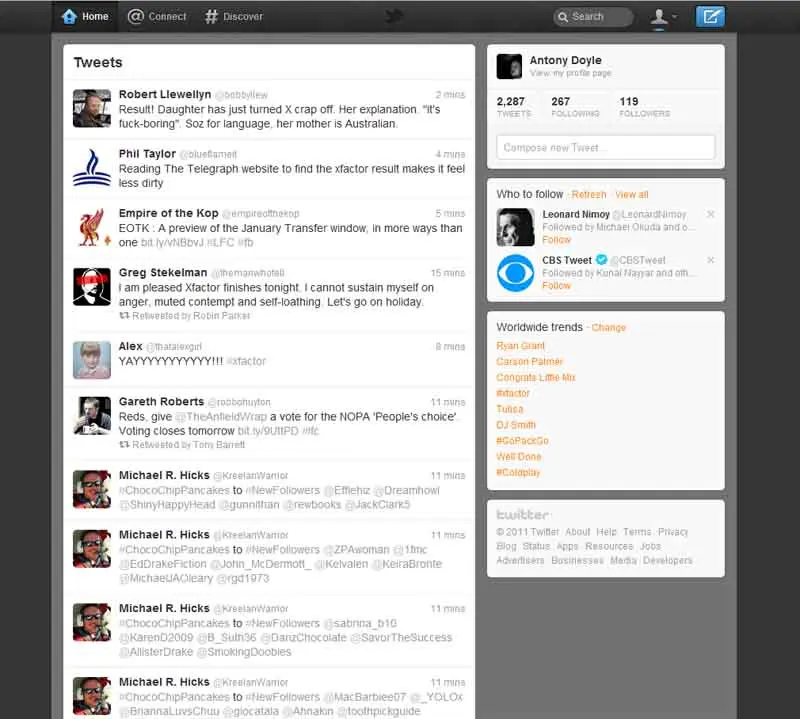 Home Connect Discover Search
Tweets
Robert Llewellyn @bobbyllew 2 mins
Result! Daughter has just turned X crap off. Her explanation. "it's
fuck-boring". Soz for language, her mother is Australian.
Phil Taylor @blueflameit 4 mins
Reading The Telegraph website to find the xfactor result makes it feel
less dirty
Empire of the Kop @empireofthekop 5 mins
EOTK : A preview of the January Transfer window, in more ways than
one bit.ly/vNBbvJ #LFC #fb
Greg Stekelman @themanwhofell 15 mins
I am pleased Xfactor finishes tonight. I cannot sustain myself on
anger, muted contempt and self-loathing. Let's go on holiday.
Retweeted by Robin Parker
Alex @thatalexgirl 8 mins
YAYYYYYYYYYYY!!! #xfactor
Gareth Roberts @robbohuyton 11 mins
Reds, give @TheAnfieldWrap a vote for the NOPA 'People's choice'.
Voting closes tomorrow bit.ly/9UttPD #lfc
Retweeted by Tony Barrett
Michael R. Hicks @KreelanWarrior 11 mins
#ChocoChipPancakes to #NewFollowers @Effiehiz @Dreamhowl
@ShinyHappyHead @gunnithan @rewbooks @JackClark5
Michael R. Hicks @KreelanWarrior 11 mins
#ChocoChipPancakes to #NewFollowers @ZPAwoman @1fmc
@EdDrakeFiction @John_McDermott_ @Kelvalen @KeiraBronte
@MichaelJAOleary @rgd1973
Michael R. Hicks @KreelanWarrior 11 mins
#ChocoChipPancakes to #NewFollowers @sabrina_b16
@KarenD2009 @B_Suth36 @DanzChocolate @SavorTheSuccess
@AllisterDrake @SmokingDoobies
Michael R. Hicks @KreelanWarrior 11 mins
#ChocoChipPancakes to #NewFollowers @MacBarbiee07 @_YOLOx
@BriannaLuvsChuu @giocatala @Ahnakin @toothpickguide
Antony Doyle
View my profile page
2,287 267 119
TWEETS FOLLOWING FOLLOWERS
Compose new Tweet...
Who to follow · Refresh · View all
Leonard Nimoy @LeonardNimoy
Followed by Michael Okuda and o...
Follow
CBS Tweet @CBSTweet
Followed by Kunal Nayyar and oth...
Follow
Worldwide trends · Change
Ryan Grant
Carson Palmer
Congrats Little Mix
#xfactor
Tulisa
DJ Smith
#GoPackGo
Well Done
#Coldplay
twitter
© 2011 Twitter About Help Terms Privacy
Blog Status Apps Resources Jobs
Advertisers Businesses Media Developers